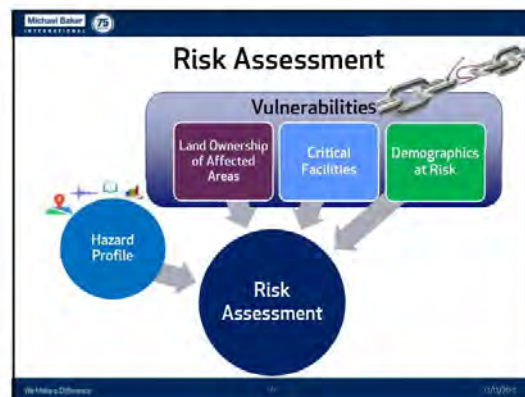 Michael Baker
INTERNATIONAL
75
Risk Assessment
Vulnerabilities
Land Ownership
of Affected
Areas
Critical
Facilities
Demographics
at Risk
Hazard
Profile
Risk
Assessment
We Make a Difference